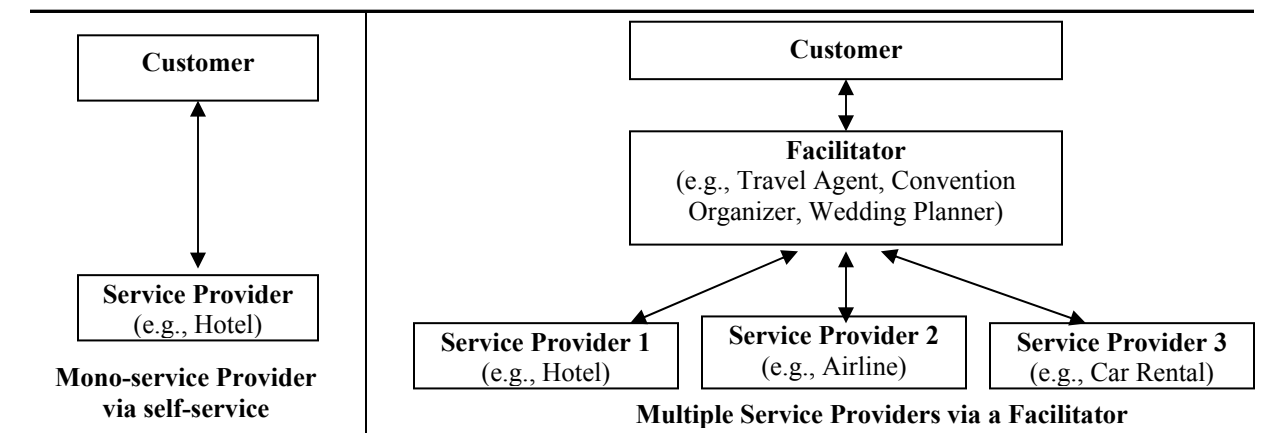 Customer
Service Provider
(e.g., Hotel)
Mono-service Provider
via self-service
Customer
Facilitator
(e.g., Travel Agent, Convention
Organizer, Wedding Planner)
Service Provider 1
(e.g., Hotel)
Service Provider 2
(e.g., Airline)
Service Provider 3
(e.g., Car Rental)
Multiple Service Providers via a Facilitator